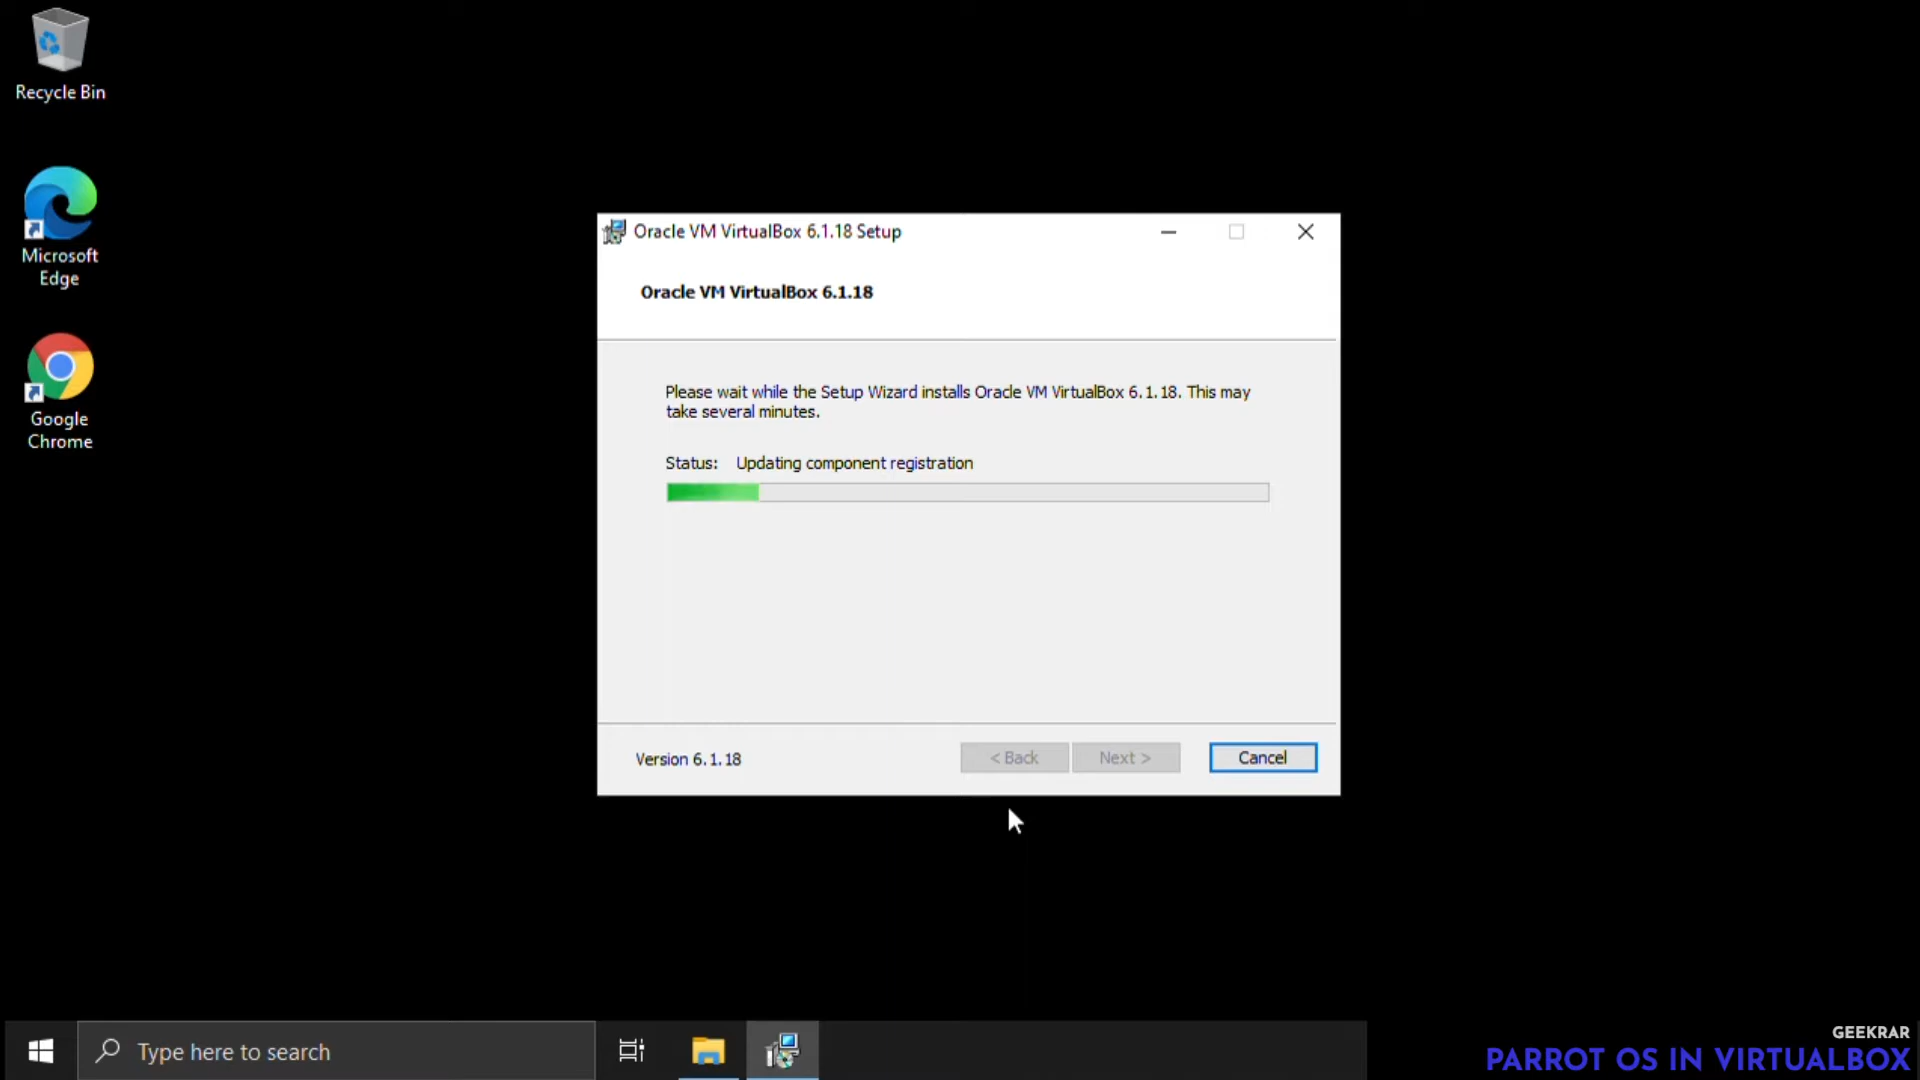 Recycle Bin
Microsoft
Edge
Google
Chrome
Oracle VM VirtualBox 6.1.18 Setup
Oracle VM VirtualBox 6.1.18
Please wait while the Setup Wizard installs Oracle VM VirtualBox 6.1.18. This may
take several minutes.
Status: Updating component registration
Version 6.1.18
< Back
Next >
Cancel
Type here to search
GEEKRAR
PARROT OS IN VIRTUALBOX